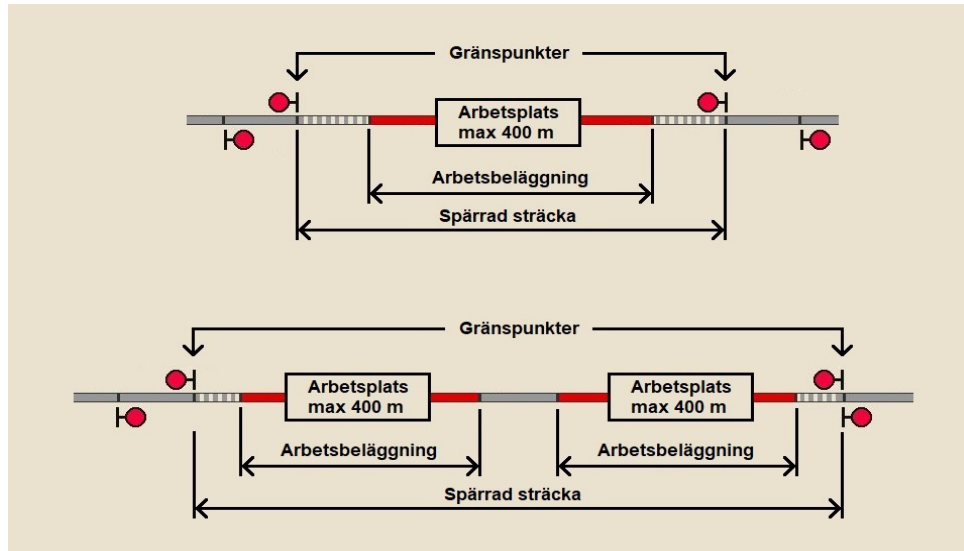 Gränspunkter
Arbetsplats
max 400 m
Arbetsbeläggning
Spärrad sträcka
Gränspunkter
Arbetsplats
max 400 m
Arbetsplats
max 400 m
Arbetsbeläggning
Arbetsbeläggning
Spärrad sträcka